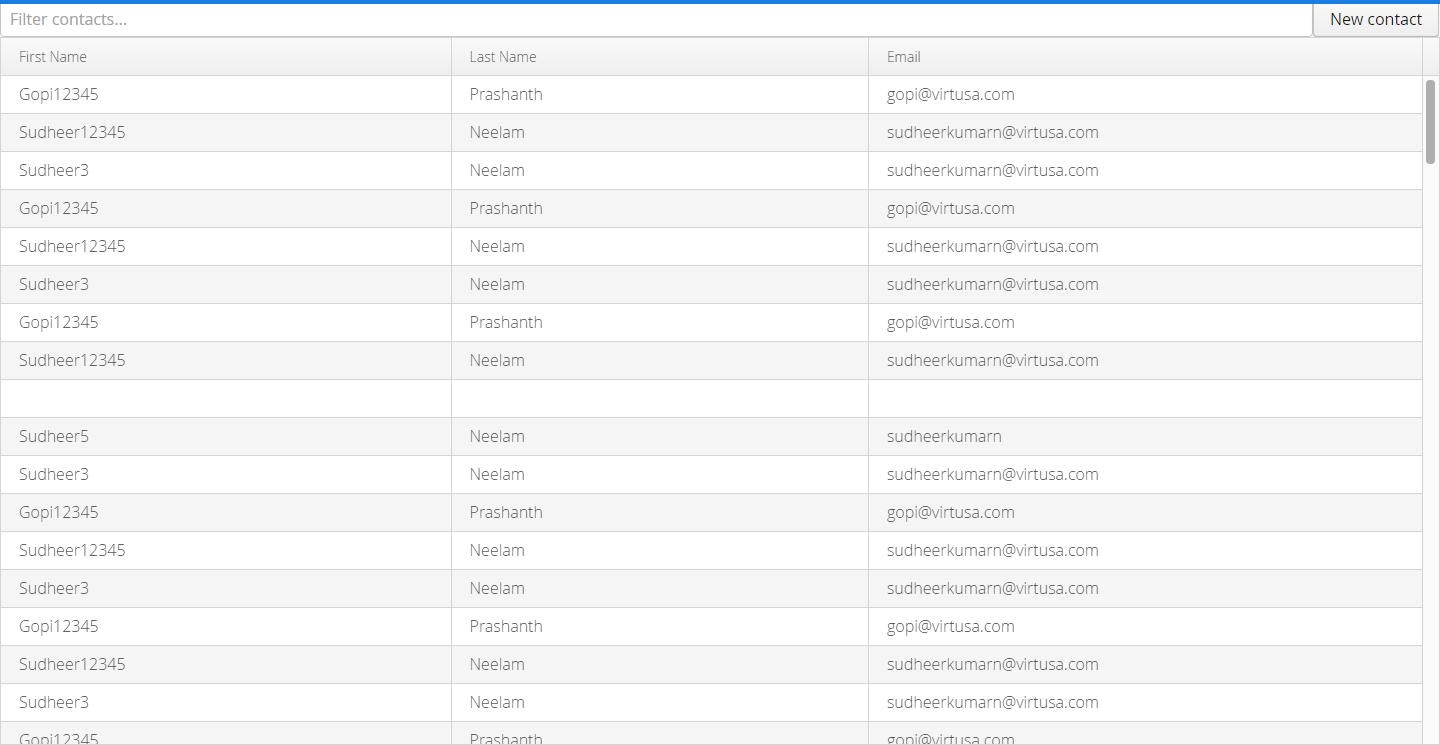 Filter contacts... New contact
First Name Last Name Email
Gopi12345 Prashanth gopi@virtusa.com
Sudheer12345 Neelam sudheerkumarn@virtusa.com
Sudheer3 Neelam sudheerkumarn@virtusa.com
Gopi12345 Prashanth gopi@virtusa.com
Sudheer12345 Neelam sudheerkumarn@virtusa.com
Sudheer3 Neelam sudheerkumarn@virtusa.com
Gopi12345 Prashanth gopi@virtusa.com
Sudheer12345 Neelam sudheerkumarn@virtusa.com
Sudheer5 Neelam sudheerkumarn
Sudheer3 Neelam sudheerkumarn@virtusa.com
Gopi12345 Prashanth gopi@virtusa.com
Sudheer12345 Neelam sudheerkumarn@virtusa.com
Sudheer3 Neelam sudheerkumarn@virtusa.com
Gopi12345 Prashanth gopi@virtusa.com
Sudheer12345 Neelam sudheerkumarn@virtusa.com
Sudheer3 Neelam sudheerkumarn@virtusa.com
Gopi12345 Prashanth gopi@virtusa.com